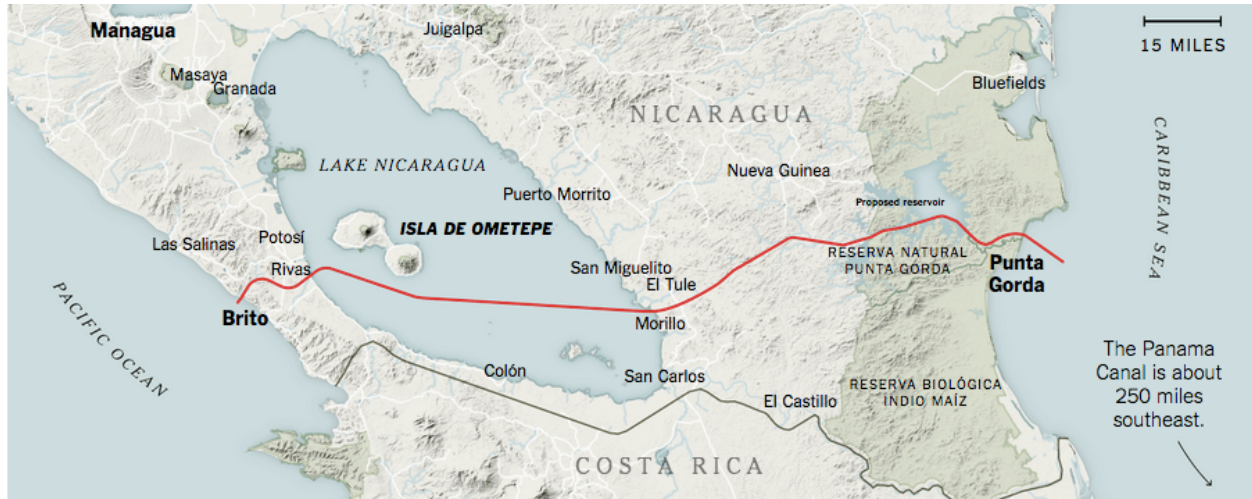 Managua
Juigalpa
15 MILES
Masaya
Granada
Bluefields
NICARAGUA
CARIBBEAN SEA
LAKE NICARAGUA
Nueva Guinea
Puerto Morrito
Proposed reservoir
ISLA DE OMETEPE
Las Salinas
Potosí
RESERVA NATURAL
PUNTA GORDA
San Miguelito
Rivas
El Tule
Punta
Gorda
PACIFIC OCEAN
Brito
Morillo
The Panama
Canal is about
250 miles
southeast.
Colón
San Carlos
RESERVA BIOLÓGICA
INDIO MAÍZ
El Castillo
COSTA RICA